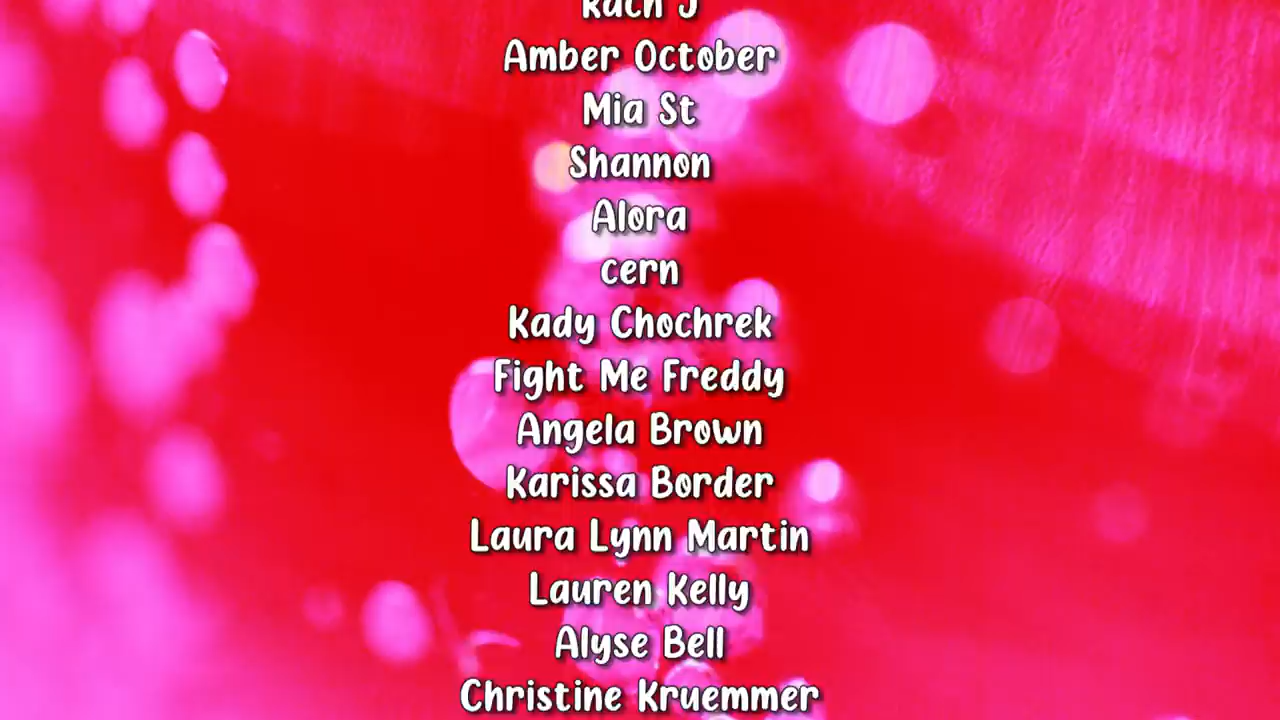 Rach J
Amber October
Mia St
Shannon
Alora
cern
Kady Chochrek
Fight Me Freddy
Angela Brown
Karissa Border
Laura Lynn Martin
Lauren Kelly
Alyse Bell
Christine Kruemmer